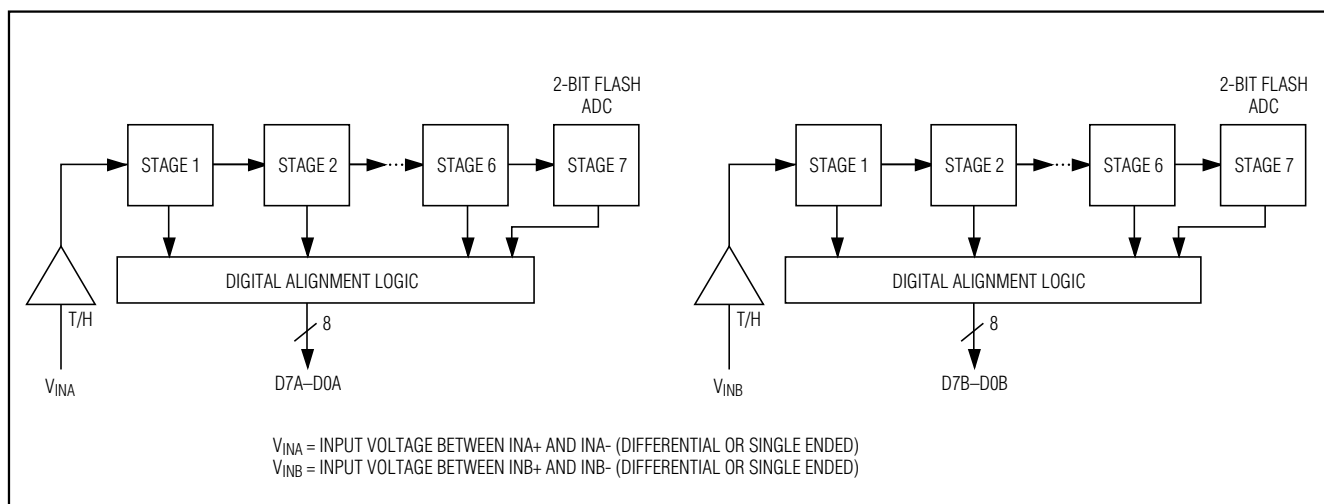 2-BIT FLASH
ADC
STAGE 1
STAGE 2
STAGE 6
STAGE 7
DIGITAL ALIGNMENT LOGIC
T/H
8
VINA
D7A–D0A
2-BIT FLASH
ADC
STAGE 1
STAGE 2
STAGE 6
STAGE 7
DIGITAL ALIGNMENT LOGIC
T/H
8
VINB
D7B–D0B
VINA = INPUT VOLTAGE BETWEEN INA+ AND INA- (DIFFERENTIAL OR SINGLE ENDED)
VINB = INPUT VOLTAGE BETWEEN INB+ AND INB- (DIFFERENTIAL OR SINGLE ENDED)